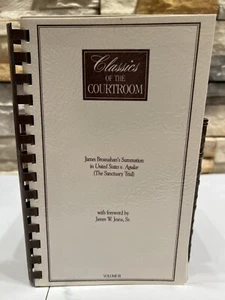 Classics
OF THE
COURTROOM
James Brosnahan's Summation
in United States v. Aguilar
(The Sanctuary Trial)
with foreword by
James W. Jeans, Sr.
VOLUME